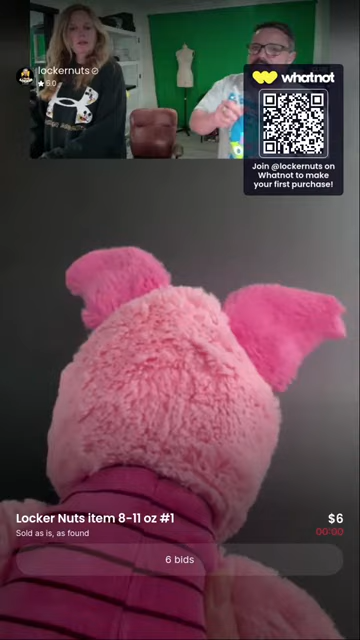 lockernuts
★5.0
whatnot
Join @lockernuts on
Whatnot to make
your first purchase!
Locker Nuts item 8-11 oz #1
$6
Sold as is, as found
00:00
6 bids